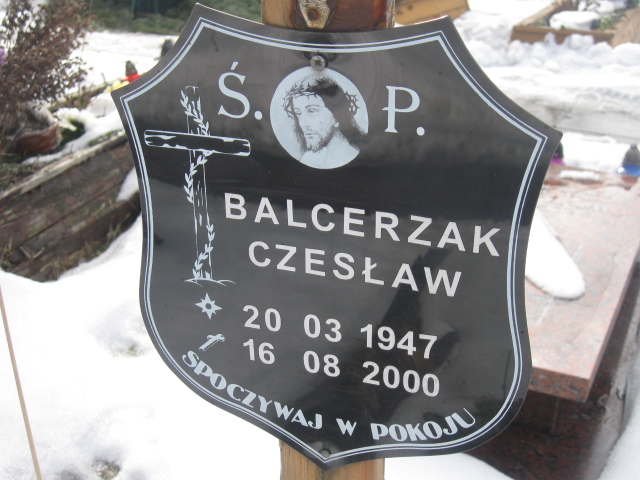 Ś. P.
BALCERZAK
CZESŁAW
20 03 1947
16 08 2000
SPOCZYWAJ W POKOJU